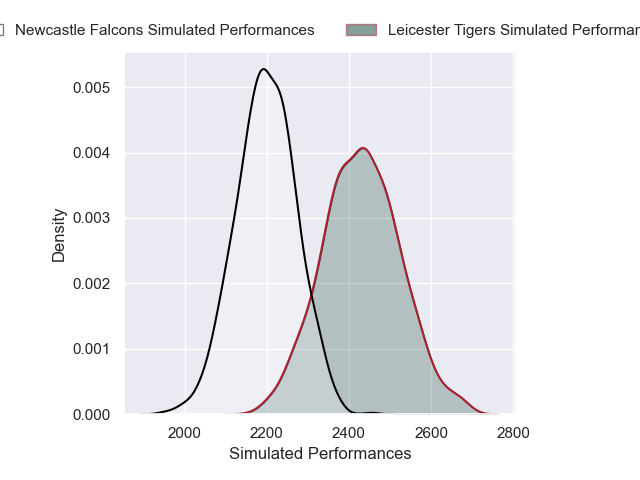 Newcastle Falcons Simulated Performances
Leicester Tigers Simulated
0.005
0.004
0.003
0.002
0.001
0.000
Density
2000 2200 2400 2600 2800
Simulated Performances